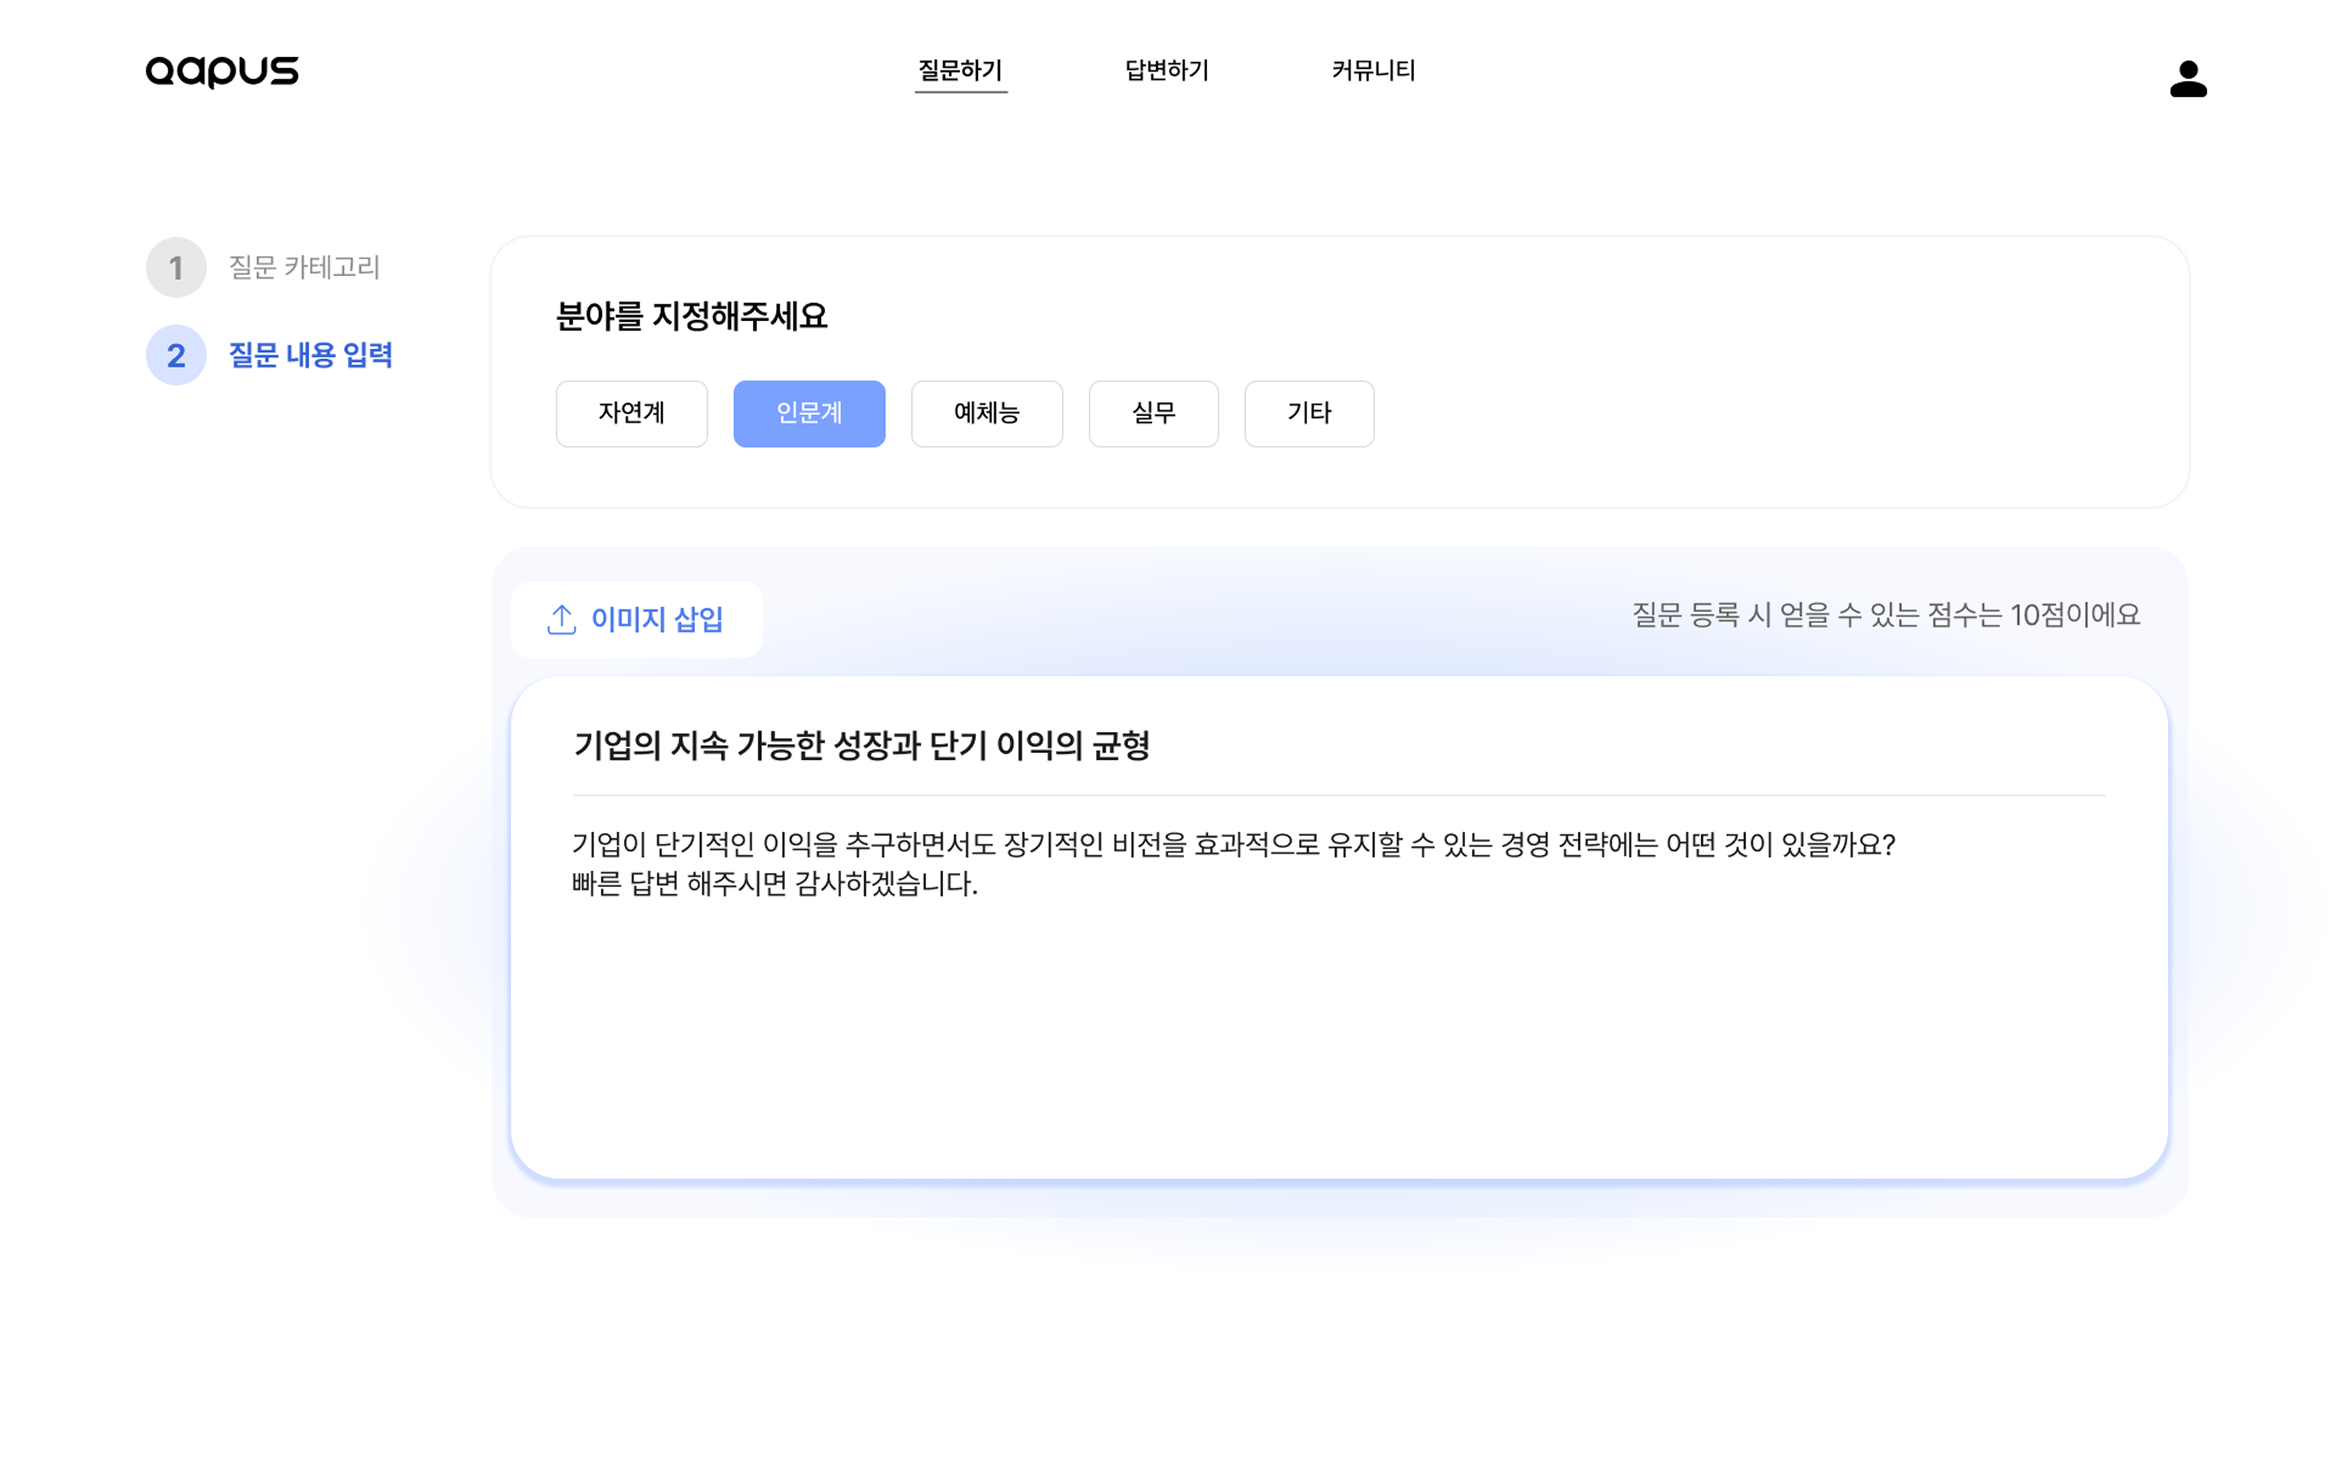 qapus
질문하기
답변하기
커뮤니티
1 질문 카테고리
2 질문 내용 입력
분야를 지정해주세요
자연계
인문계
예체능
실무
기타
이미지 삽입
질문 등록 시 얻을 수 있는 점수는 10점이에요
기업의 지속 가능한 성장과 단기 이익의 균형
기업이 단기적인 이익을 추구하면서도 장기적인 비전을 효과적으로 유지할 수 있는 경영 전략에는 어떤 것이 있을까요?
빠른 답변 해주시면 감사하겠습니다.